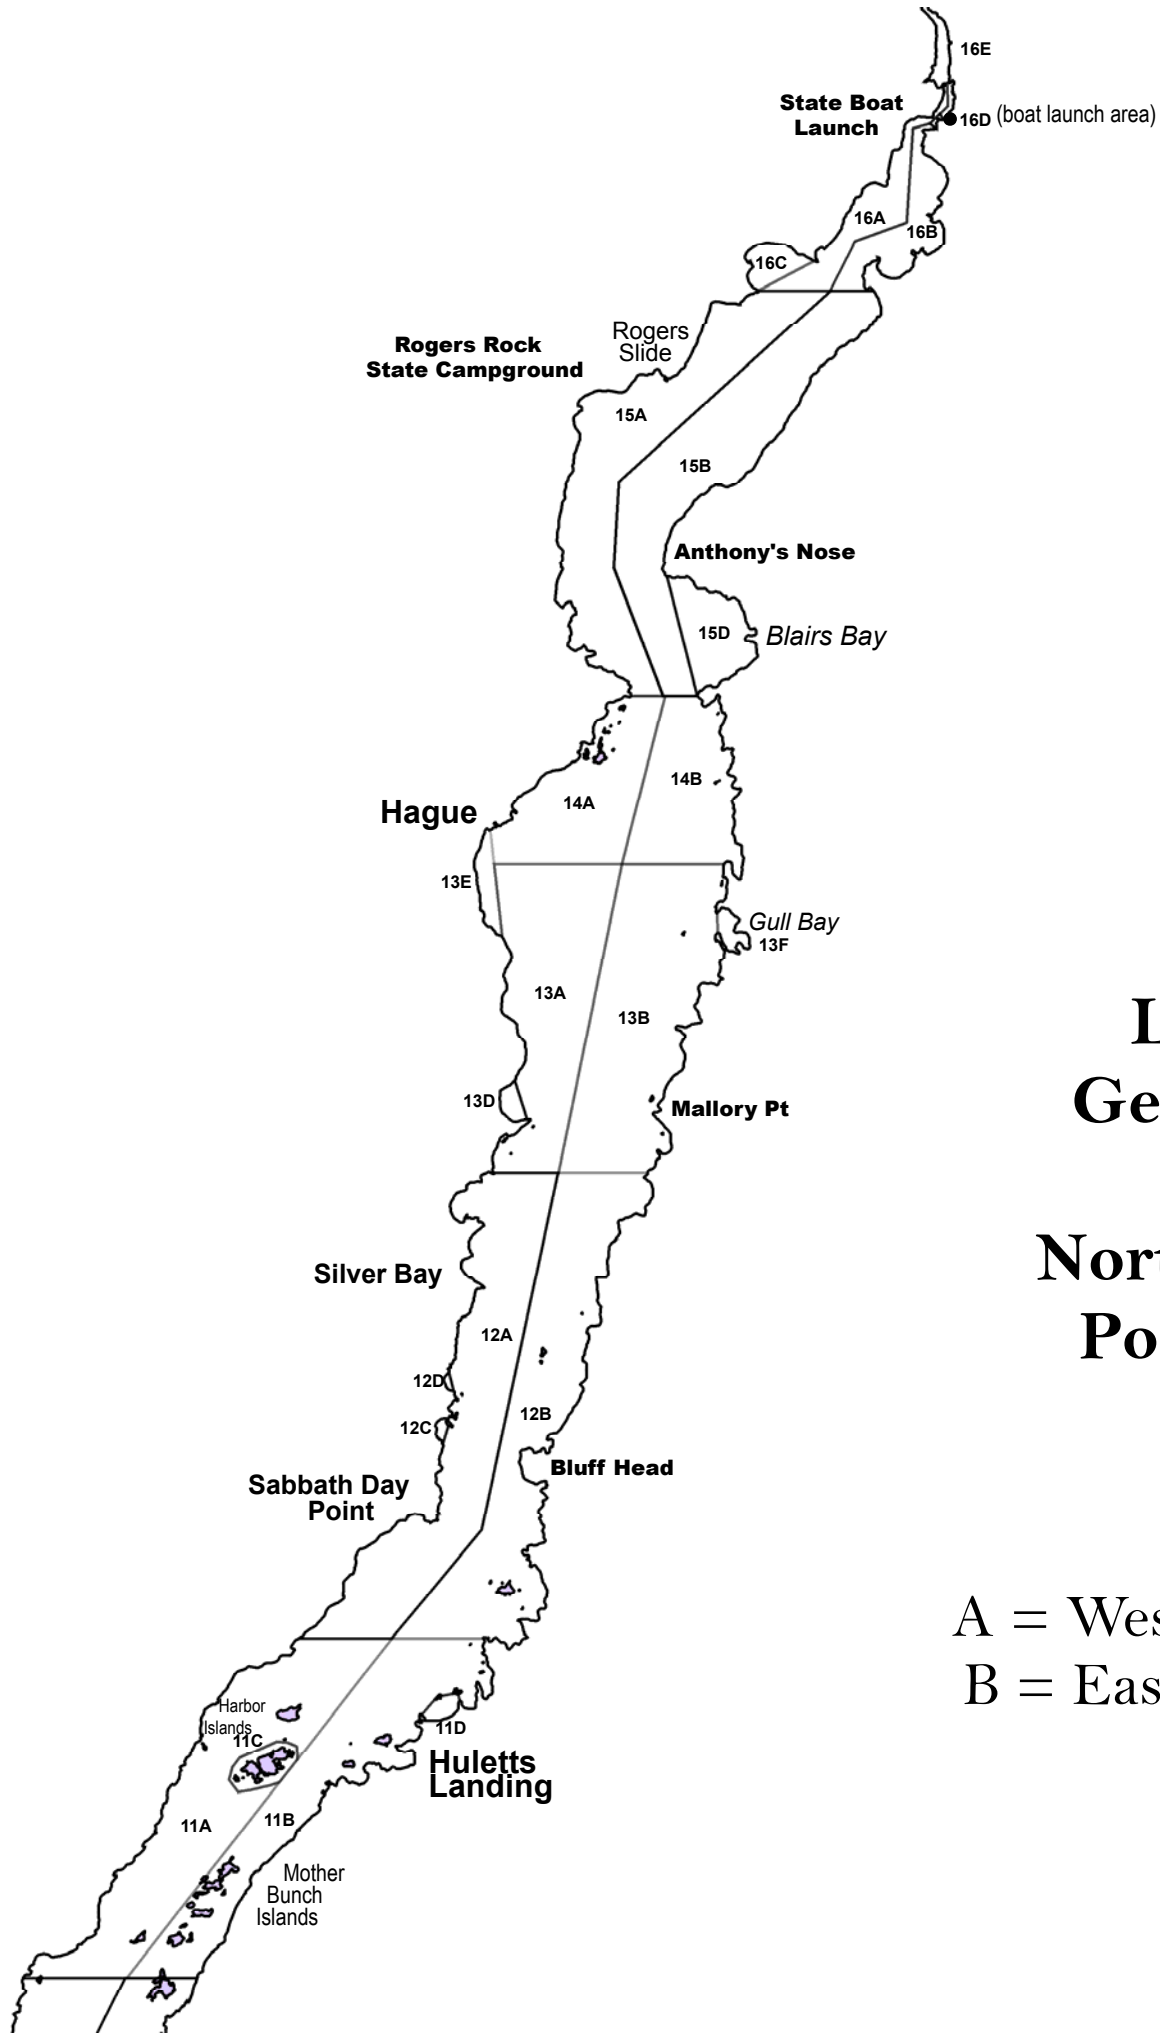 16E
State Boat
Launch
16D (boat launch area)
16A
16B
16C
Rogers
Slide
Rogers Rock
State Campground
15A
15B
Anthony's Nose
15D
Blairs Bay
14B
14A
Hague
13E
Gull Bay
13F
13A
13B
L
Ge
13D
Mallory Pt
Nor
Silver Bay
12A
Po
12D
12C
12B
Bluff Head
Sabbath Day
Point
A = Wes
B = Eas
Harbor
Islands
11C
11D
Huletts
Landing
11A
11B
Mother
Bunch
Islands